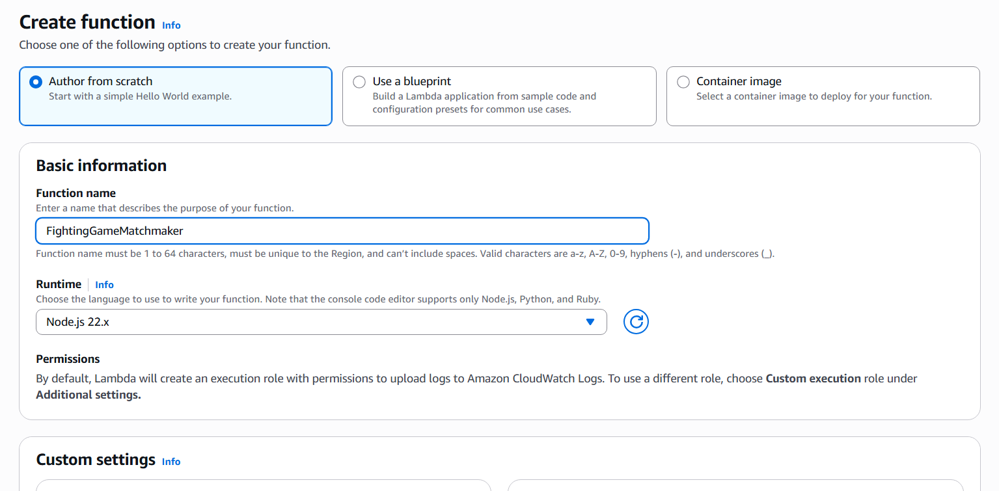 Create function Info
Choose one of the following options to create your function.
Author from scratch
Start with a simple Hello World example.
Use a blueprint
Build a Lambda application from sample code and
configuration presets for common use cases.
Container image
Select a container image to deploy for your function.
Basic information
Function name
Enter a name that describes the purpose of your function.
FightingGameMatchmaker
Function name must be 1 to 64 characters, must be unique to the Region, and can’t include spaces. Valid characters are a-z, A-Z, 0-9, hyphens (-), and underscores (_).
Runtime Info
Choose the language to use to write your function. Note that the console code editor supports only Node.js, Python, and Ruby.
Node.js 22.x
Permissions
By default, Lambda will create an execution role with permissions to upload logs to Amazon CloudWatch Logs. To use a different role, choose Custom execution role under
Additional settings.
Custom settings Info